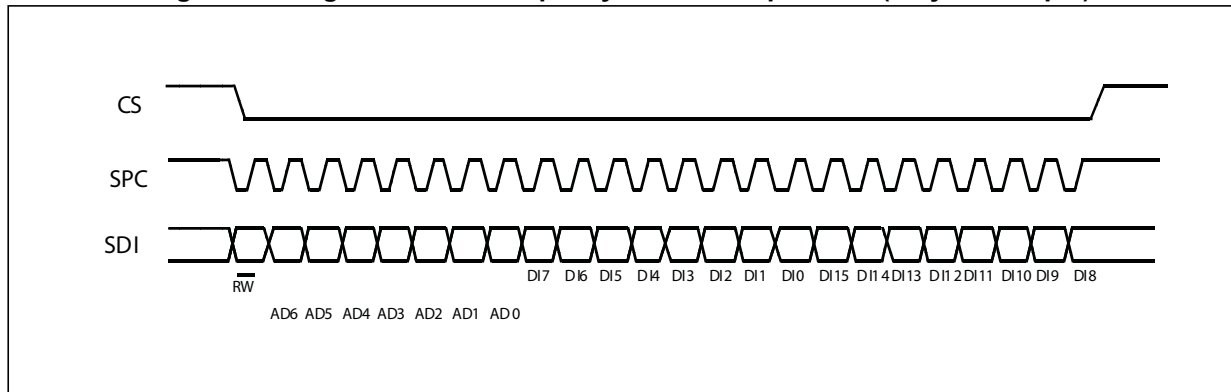 CS
SPC
SDI
RW
DI7 DI6 DI5 DI4 DI3 DI2 DI1 DI0 DI15 DI14 DI13 DI12 DI11 DI10 DI9 DI8
AD6 AD5 AD4 AD3 AD2 AD1 AD0